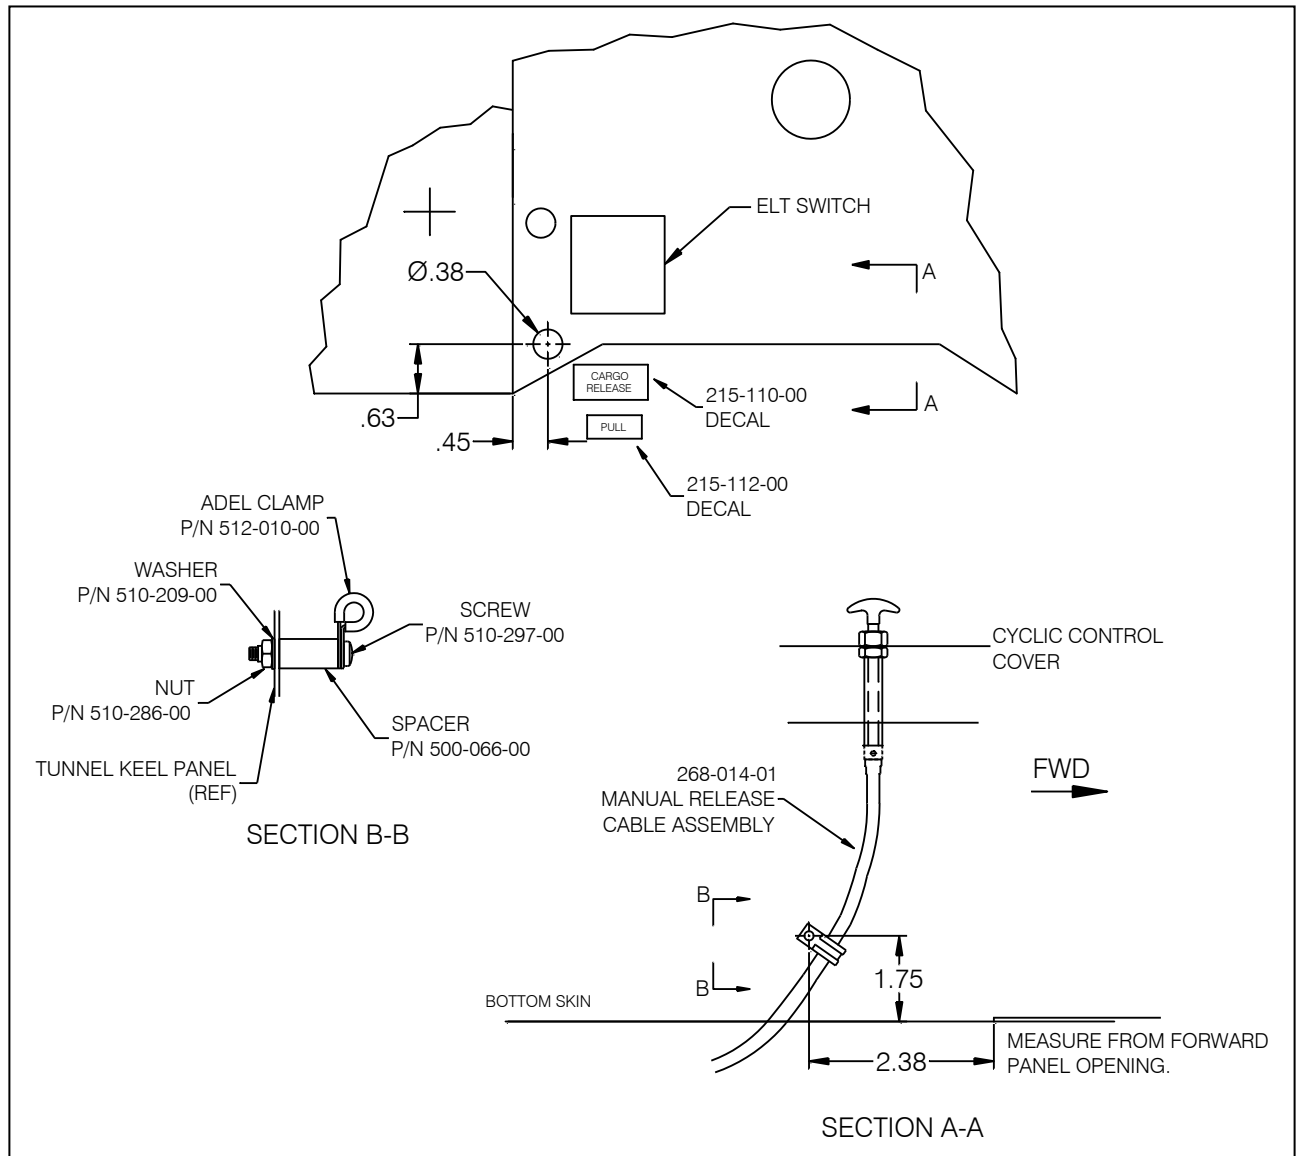 ELT SWITCH
Ø.38
A
CARGO
RELEASE
215-110-00
DECAL
A
.63
PULL
.45
215-112-00
DECAL
ADEL CLAMP
P/N 512-010-00
WASHER
P/N 510-209-00
SCREW
P/N 510-297-00
NUT
P/N 510-286-00
SPACER
P/N 500-066-00
TUNNEL KEEL PANEL
(REF)
SECTION B-B
CYCLIC CONTROL
COVER
268-014-01
MANUAL RELEASE
CABLE ASSEMBLY
FWD
B
B
1.75
BOTTOM SKIN
2.38
MEASURE FROM FORWARD
PANEL OPENING.
SECTION A-A